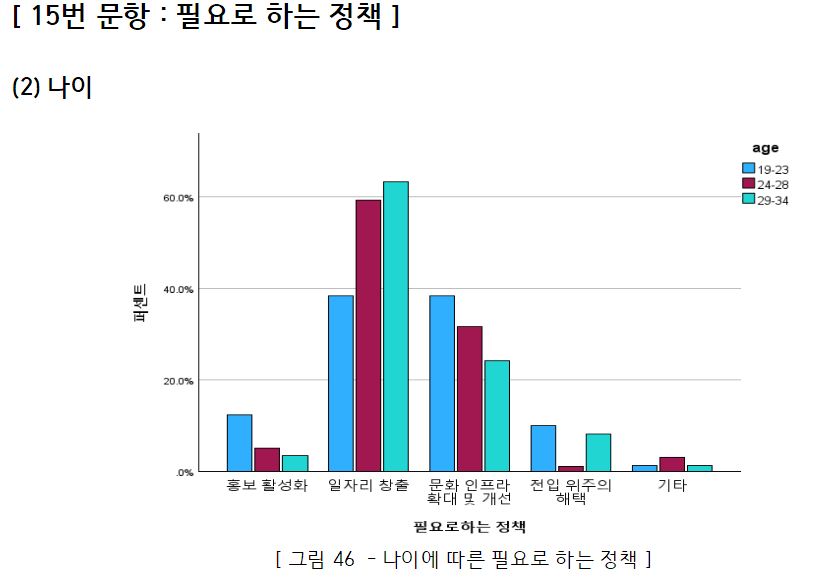 [ 15번 문항 : 필요로 하는 정책 ]
(2) 나이
age
19-23
24-28
29-34
60.0%
40.0%
20.0%
.0%
퍼센트
홍보 활성화
일자리 창출
문화 인프라
확대 및 개선
전입 위주의
해택
기타
필요로하는 정책
[ 그림 46 - 나이에 따른 필요로 하는 정책 ]